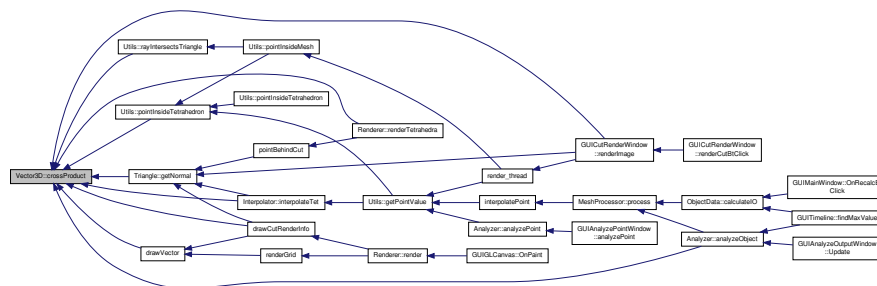 Utils::rayIntersectsTriangle
Utils::pointInsideMesh
Utils::pointInsideTetrahedron
Utils::pointInsideTetrahedron
Renderer::renderTetrahedra
pointBehindCut
GUICutRenderWindow
::renderImage
GUICutRenderWindow
::renderCutBtClick
Vector3D::crossProduct
Triangle::getNormal
render_thread
Interpolator::interpolateTet
Utils::getPointValue
interpolatePoint
MeshProcessor::process
ObjectData::calculateIO
GUIMainWindow::OnRecalcB
Click
GUITimeline::findMaxValue
drawCutRenderInfo
Analyzer::analyzePoint
GUIAnalyzePointWindow
::analyzePoint
Analyzer::analyzeObject
GUIAnalyzeOutputWindow
::Update
drawVector
renderGrid
Renderer::render
GUIGLCanvas::OnPaint